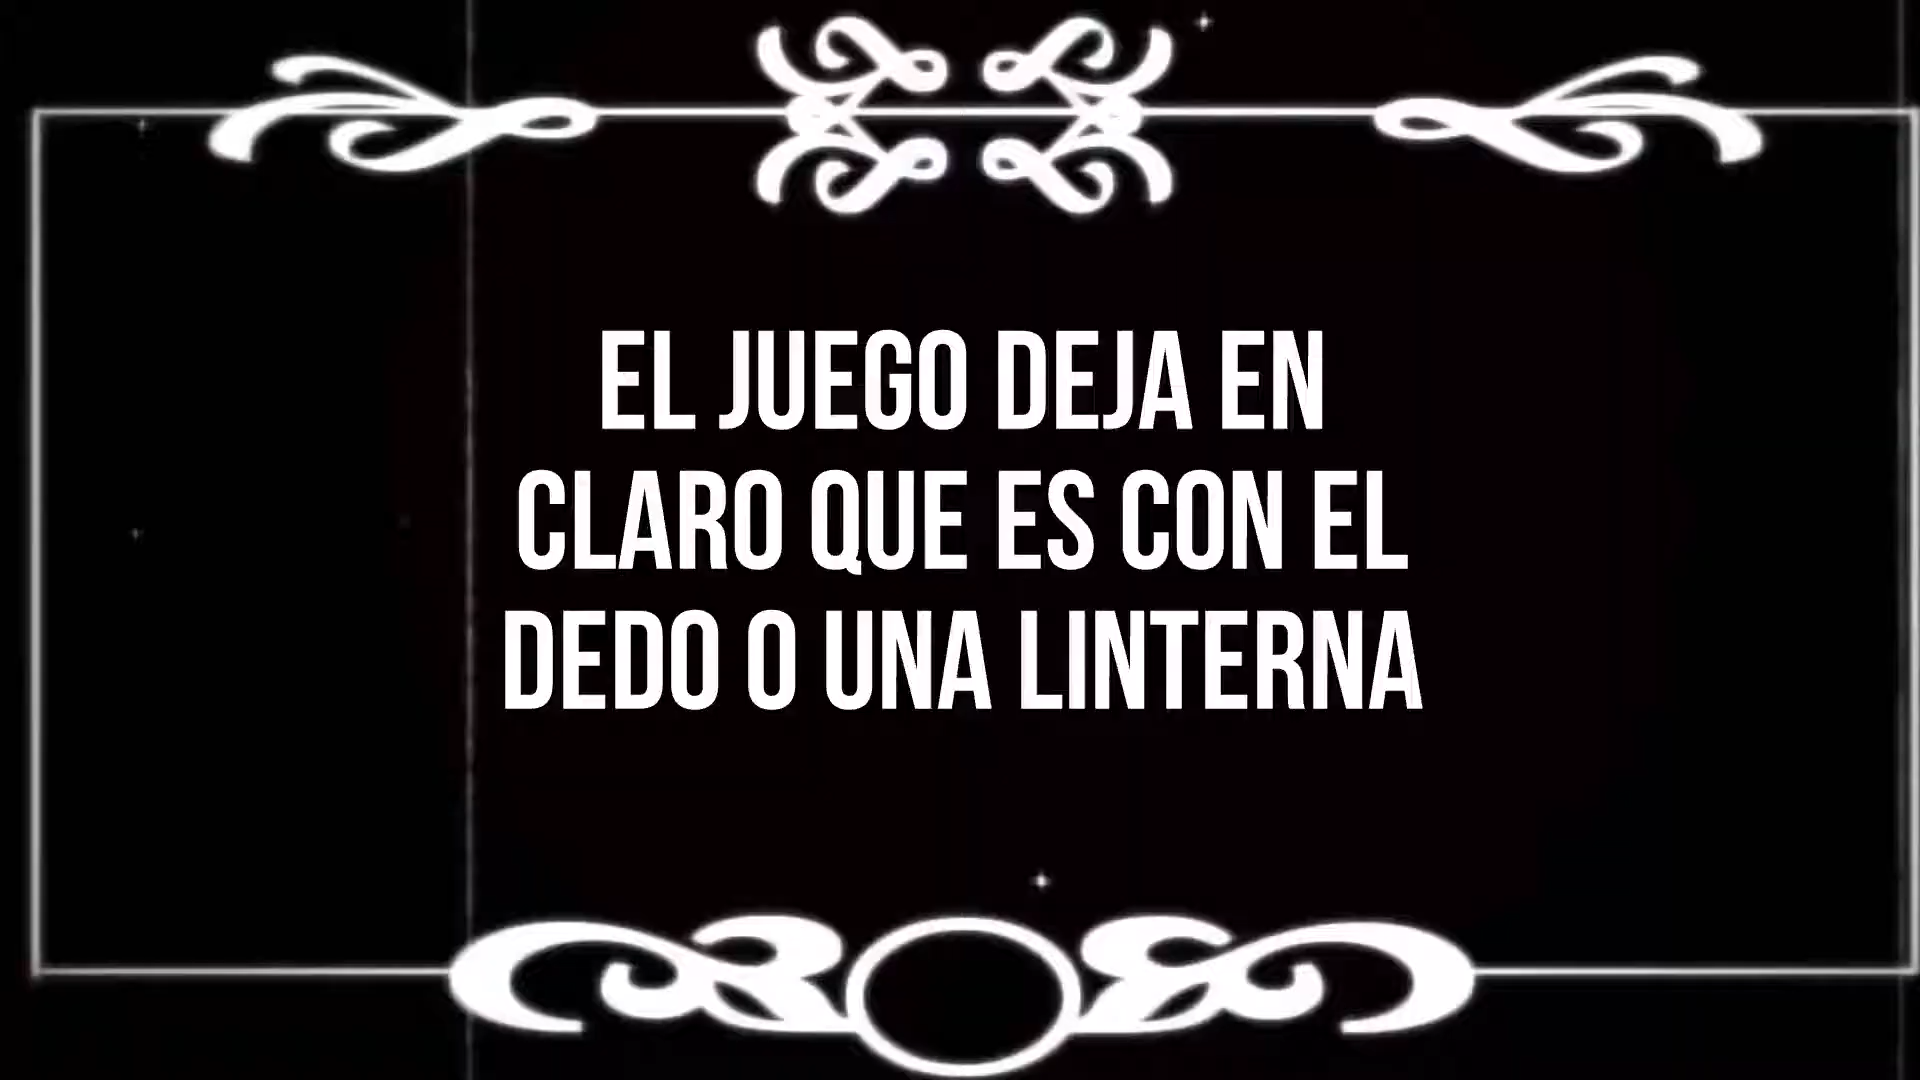 EL JUEGO DEJA EN
CLARO QUE ES CON EL
DEDO O UNA LINTERNA